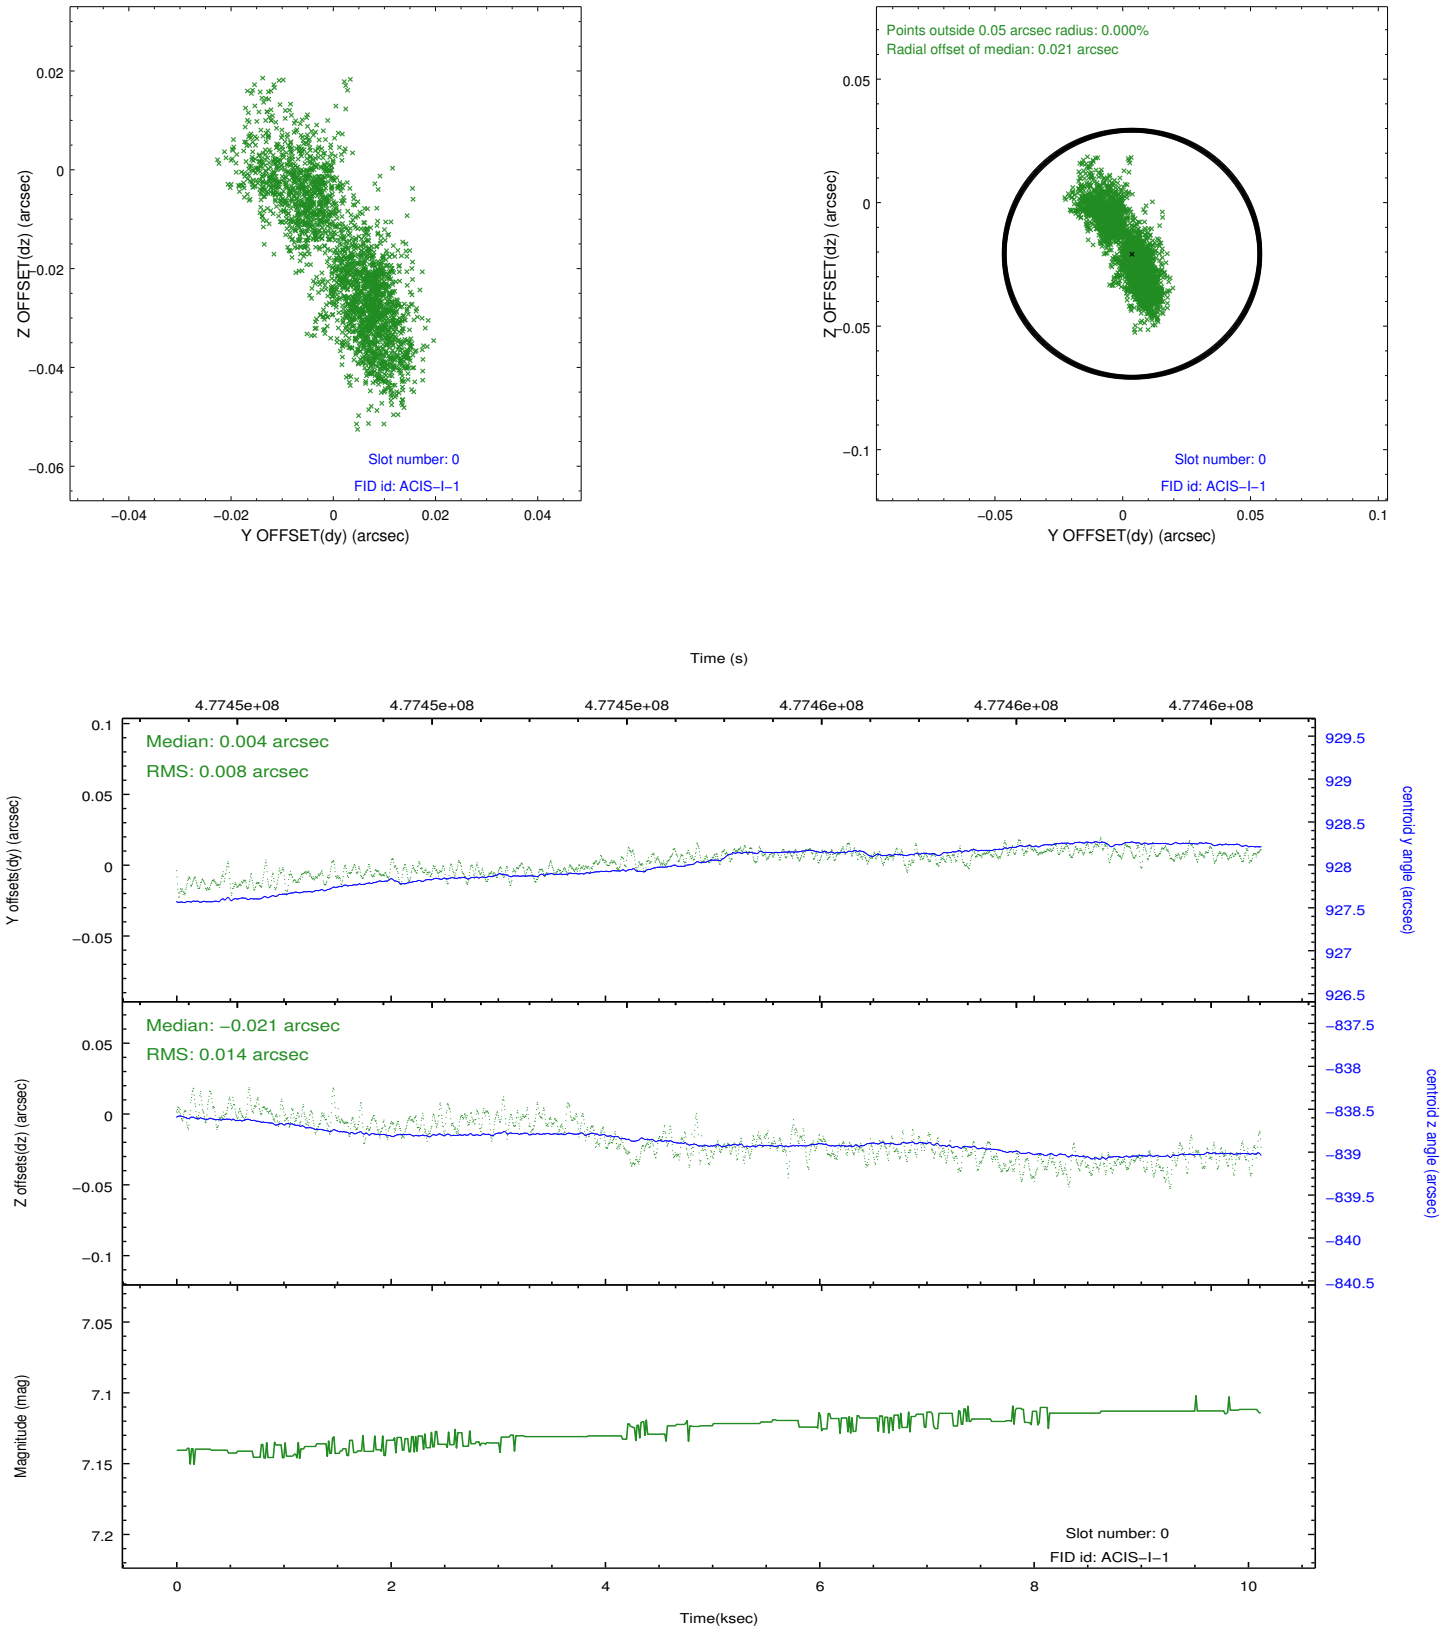 0.02
0
−0.02
−0.04
−0.06
Z OFFSET(dz) (arcsec)
−0.04
−0.02
0
0.02
0.04
Y OFFSET(dy) (arcsec)
Slot number: 0
FID id: ACIS−I−1
Points outside 0.05 arcsec radius: 0.000%
Radial offset of median: 0.021 arcsec
0.05
0
−0.05
−0.1
Z OFFSET(dz) (arcsec)
−0.05
0
0.05
0.1
Y OFFSET(dy) (arcsec)
Slot number: 0
FID id: ACIS−I−1
Time (s)
4.7745e+08
4.7745e+08
4.7745e+08
4.7746e+08
4.7746e+08
4.7746e+08
Median: 0.004 arcsec
RMS: 0.008 arcsec
0.1
0.05
0
−0.05
Y offsets(dy) (arcsec)
929.5
929
928.5
928
927.5
927
926.5
centroid y angle (arcsec)
Median: −0.021 arcsec
RMS: 0.014 arcsec
0.05
0
−0.05
−0.1
Z offsets(dz) (arcsec)
−837.5
−838
−838.5
−839
−839.5
−840
−840.5
centroid z angle (arcsec)
7.05
7.1
7.15
7.2
Magnitude (mag)
Slot number: 0
FID id: ACIS−I−1
0
2
4
6
8
10
Time(ksec)